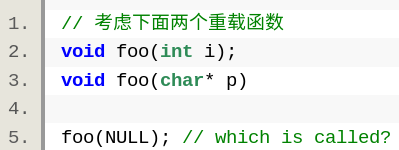 1. // 考虑下面两个重载函数
2. void foo(int i);
3. void foo(char* p)
4.
5. foo(NULL); // which is called?